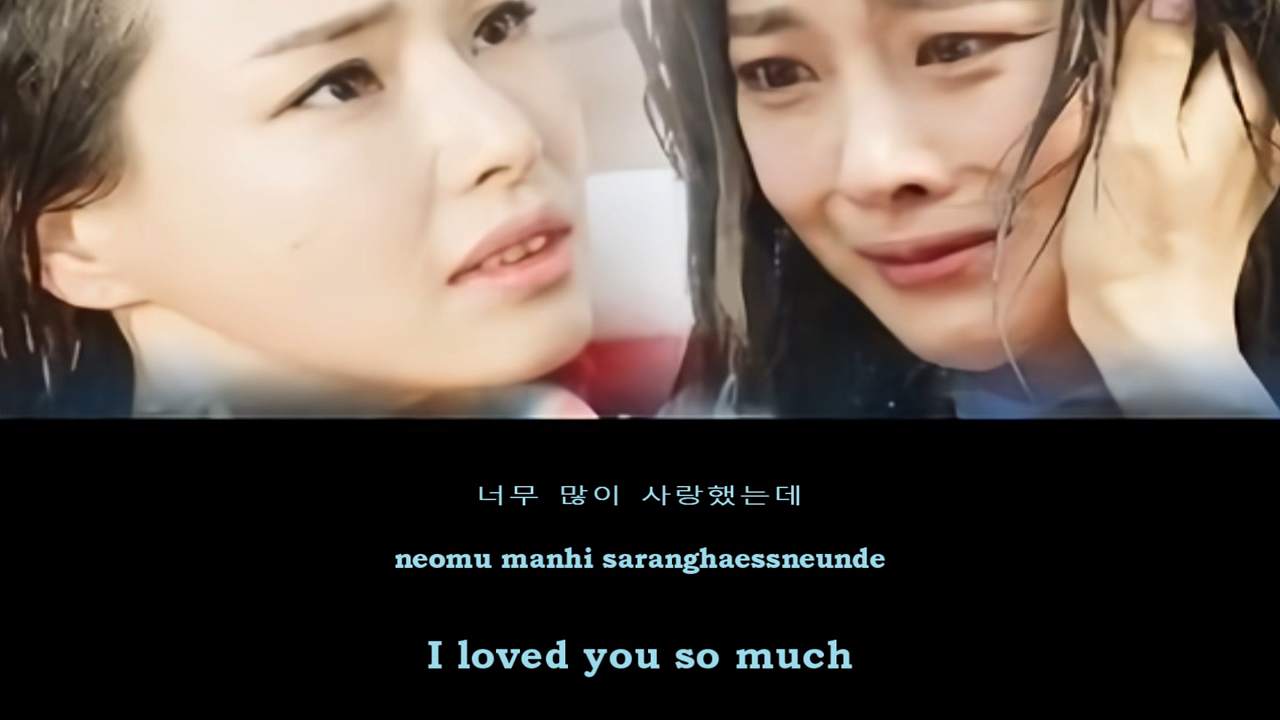 너무 많이 사랑했는데
neomu manhi saranghaessneunde
I loved you so much